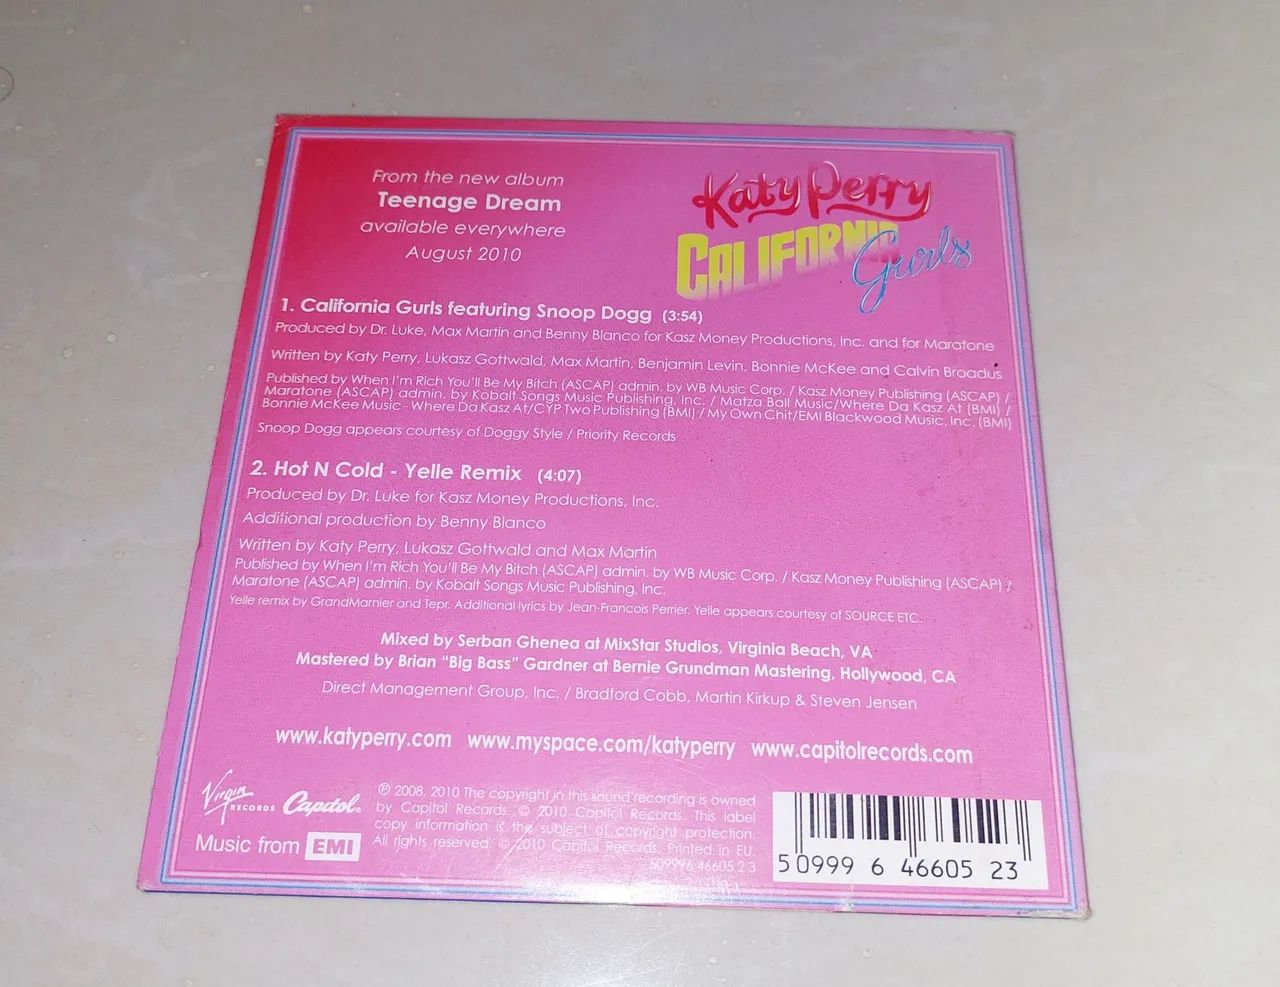 From the new album
Teenage Dream
available everywhere
August 2010
Katy Perry
CALIFORNIA
Gurls
1. California Gurls featuring Snoop Dogg (3:54)
Produced by Dr. Luke, Max Martin and Benny Blanco for Kasz Money Productions, Inc. and for Maratone
Written by Katy Perry, Lukasz Gottwald, Max Martin, Benjamin Levin, Bonnie McKee and Calvin Broadus
Published by When I'm Rich You'll Be My Bitch (ASCAP) admin. by WB Music Corp. / Kasz Money Publishing (ASCAP) /
Maratone (ASCAP) admin. by Kobalt Songs Music Publishing, Inc. / Matza Ball Music/Where Da Kasz At (BMI) /
Bonnie McKee Music - Where Da Kasz At/CYP Two Publishing (BMI) / My Own Chit/EMI Blackwood Music, Inc. (BMI)
Snoop Dogg appears courtesy of Doggy Style / Priority Records
2. Hot N Cold - Yelle Remix (4:07)
Produced by Dr. Luke for Kasz Money Productions, Inc.
Additional production by Benny Blanco
Written by Katy Perry, Lukasz Gottwald and Max Martin
Published by When I'm Rich You'll Be My Bitch (ASCAP) admin. by WB Music Corp. / Kasz Money Publishing (ASCAP) /
Maratone (ASCAP) admin. by Kobalt Songs Music Publishing, Inc.
Yelle remix by GrandMarnier and Tepr. Additional lyrics by Jean-Francois Perrier. Yelle appears courtesy of SOURCE ETC.
Mixed by Serban Ghenea at MixStar Studios, Virginia Beach, VA
Mastered by Brian “Big Bass” Gardner at Bernie Grundman Mastering, Hollywood, CA
Direct Management Group, Inc. / Bradford Cobb, Martin Kirkup & Steven Jensen
www.katyperry.com www.myspace.com/katyperry www.capitolrecords.com
Virgin RECORDS Capitol®
Music from EMI
℗ 2008, 2010 The copyright in this sound recording is owned
by Capitol Records. © 2010 Capitol Records. This label
copy information is the subject of copyright protection.
All rights reserved. © 2010 Capitol Records. Printed in EU.
509996 46605 2 3
5 0999 6 46605 23